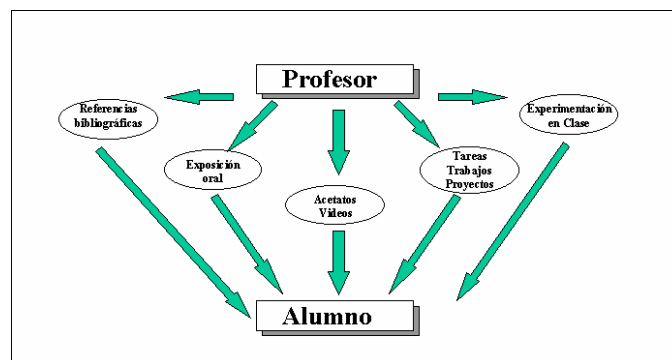 Profesor
Referencias
bibliográficas
Experimentación
en Clase
Exposición
oral
Tareas
Trabajos
Proyectos
Acetatos
Videos
Alumno